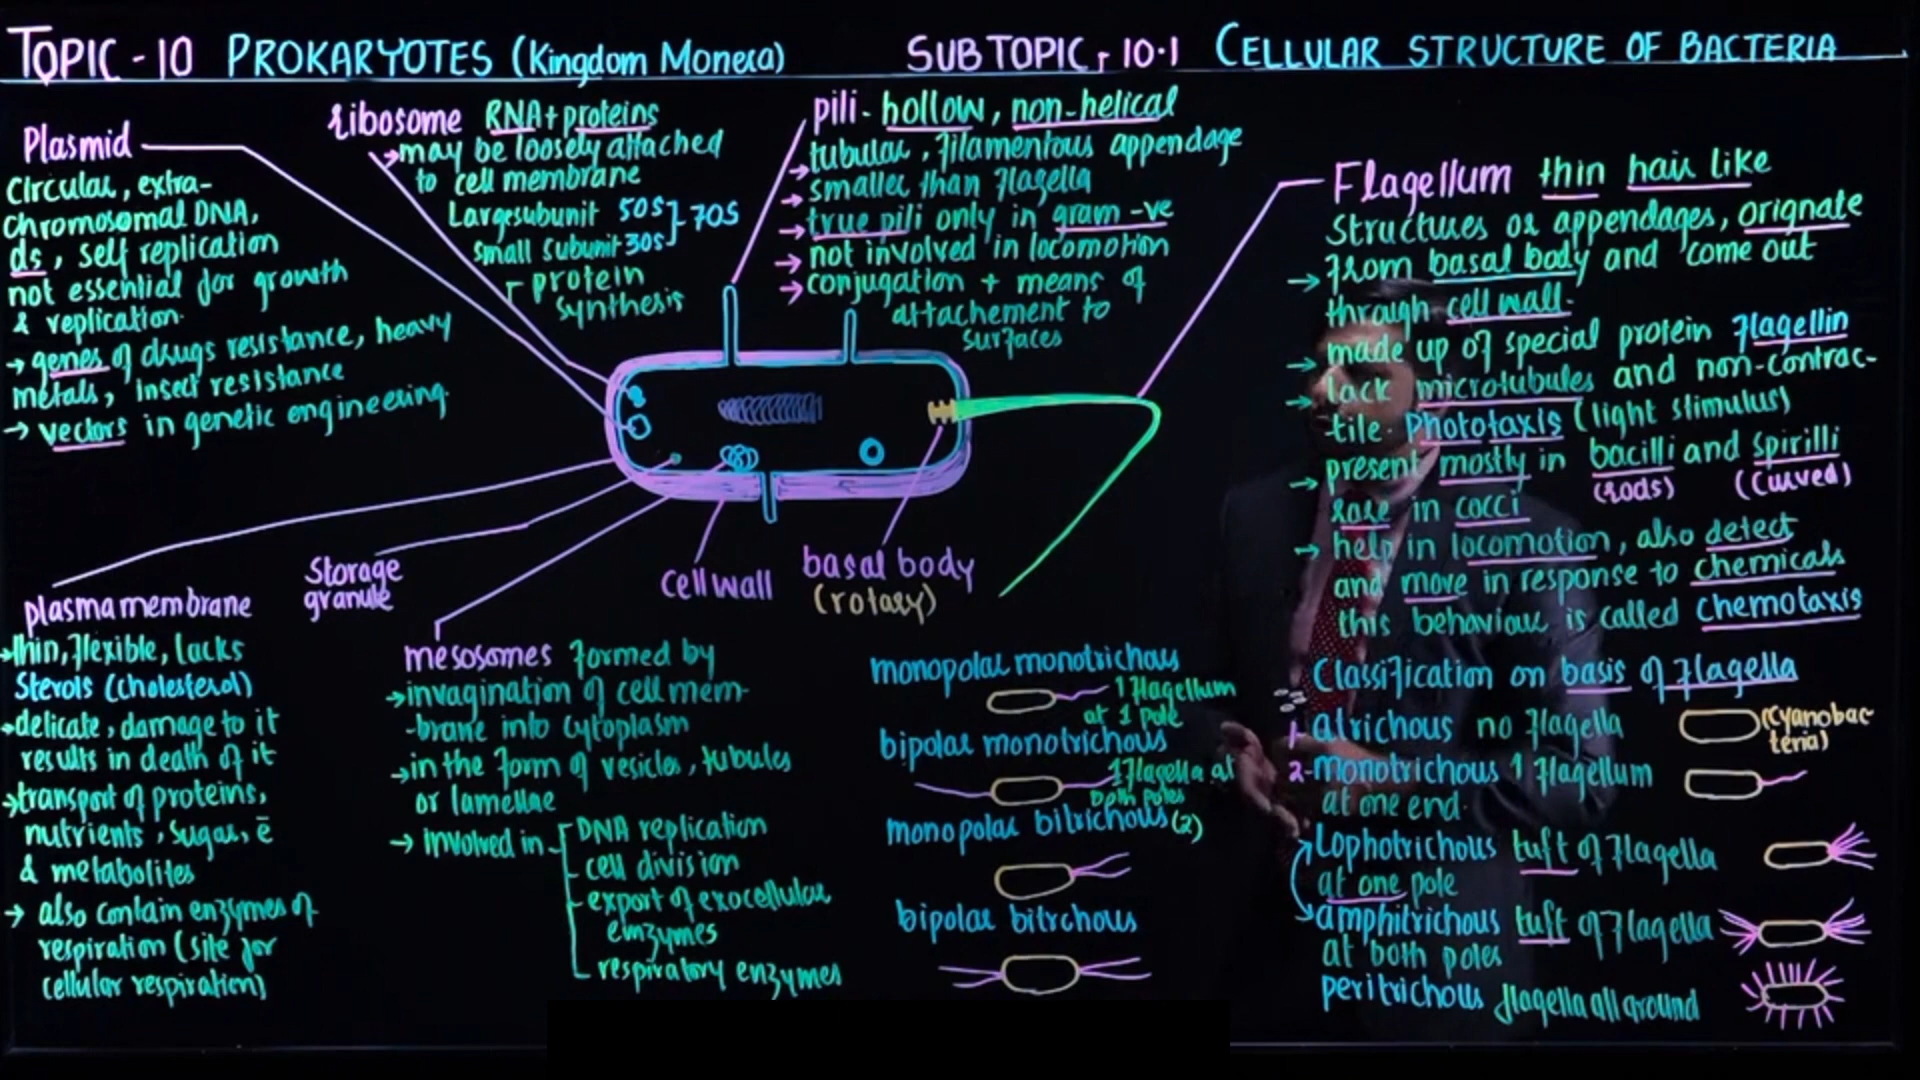 TOPIC - 10 PROKARYOTES (Kingdom Monera) SUBTOPIC, 10.1 CELLULAR STRUCTURE OF BACTERIA
Plasmid
Circular, extra-
chromosomal DNA,
ds, self replication
not essential for growth
& replication.
→ genes of drugs resistance, heavy
metals, Insect resistance
→ vectors in genetic engineering.
ribosome RNA + proteins
→ may be loosely attached
to cell membrane
Large subunit 50S
small subunit 30S
70S
protein
synthesis
pili - hollow, non-helical
→ tubular, filamentous appendage
→ smaller than flagella
→ true pili only in gram -ve
→ not involved in locomotion
→ conjugation + means of
attachement to
surfaces
Flagellum thin hair like
Structures or appendages, orignate
→ from basal body and come out
through cell wall.
→ made up of special protein flagellin
→ lack microtubules and non-contrac-
tile. Phototaxis (light stimulus)
→ present mostly in bacilli and spirilli
(rods) (curved)
rare in cocci
→ help in locomotion, also detect
and move in response to chemicals
this behaviour is called chemotaxis
plasma membrane
→ thin, flexible, lacks
Sterols (cholesterol)
→ delicate, damage to it
results in death of it
→ transport of proteins,
nutrients, sugar, ē
& metabolites
→ also contain enzymes of
respiration (site for
cellular respiration)
Storage
granule
mesosomes formed by
→ invagination of cell mem-
-brane into cytoplasm
→ in the form of vesicles, tubules
or lamellae
→ Involved in DNA replication
cell division
export of exocellular
emzymes
respiratory enzymes
cell wall
basal body
(rotary)
monopolar monotrichous
1 flagellum
at 1 pole
bipolar monotrichous
1 flagella at
both poles
monopolar bitrichous (2)
bipolar bitrchous
Classification on basis of flagella
1- atrichous no flagella (cyanobac-
teria)
2- monotrichous 1 flagellum
at one end.
Lophotrichous tuft of flagella
at one pole
amphitrichous tuft of flagella
at both poles
peritrichous flagella all around